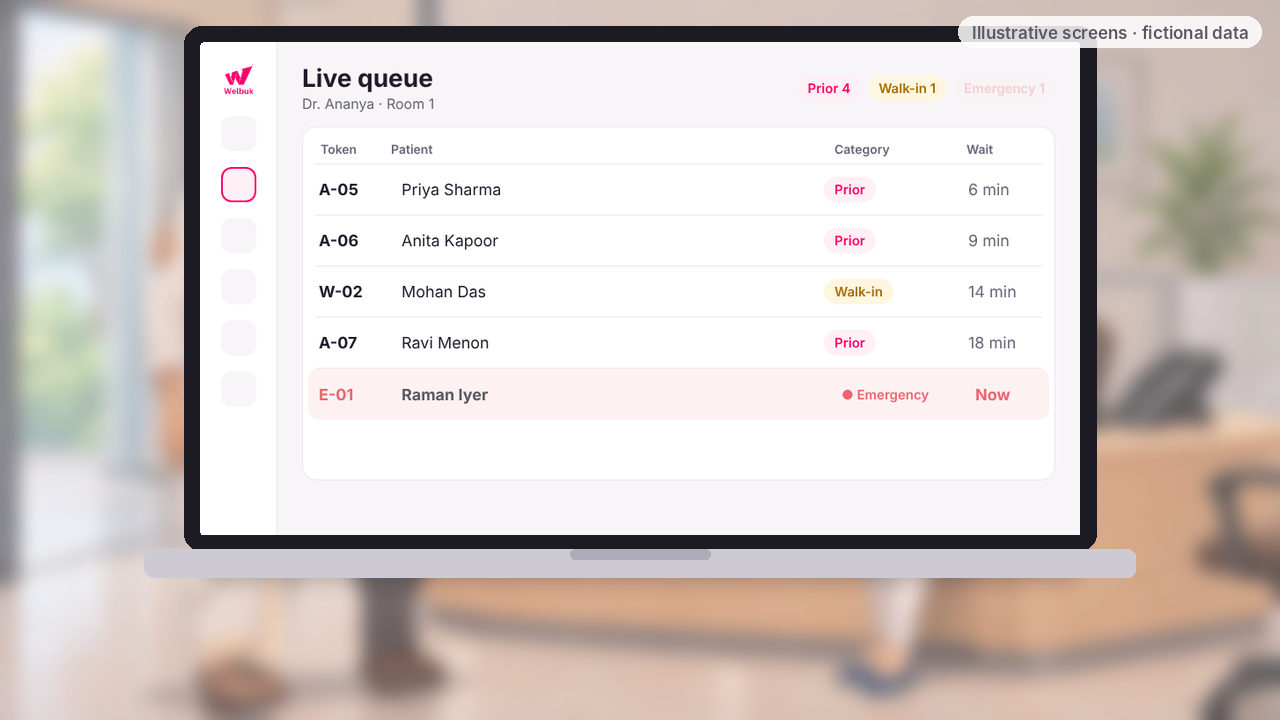 Illustrative screens · fictional data
Welbuk
Live queue
Dr. Ananya · Room 1
Prior 4
Walk-in 1
Emergency 1
Token Patient Category Wait
A-05 Priya Sharma Prior 6 min
A-06 Anita Kapoor Prior 9 min
W-02 Mohan Das Walk-in 14 min
A-07 Ravi Menon Prior 18 min
E-01 Raman Iyer Emergency Now